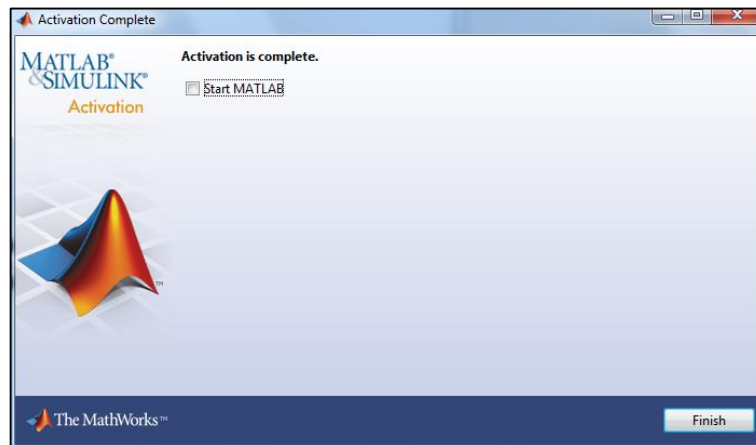 Activation Complete
MATLAB®
&SIMULINK®
Activation
Activation is complete.
Start MATLAB
TM
The MathWorks™
Finish